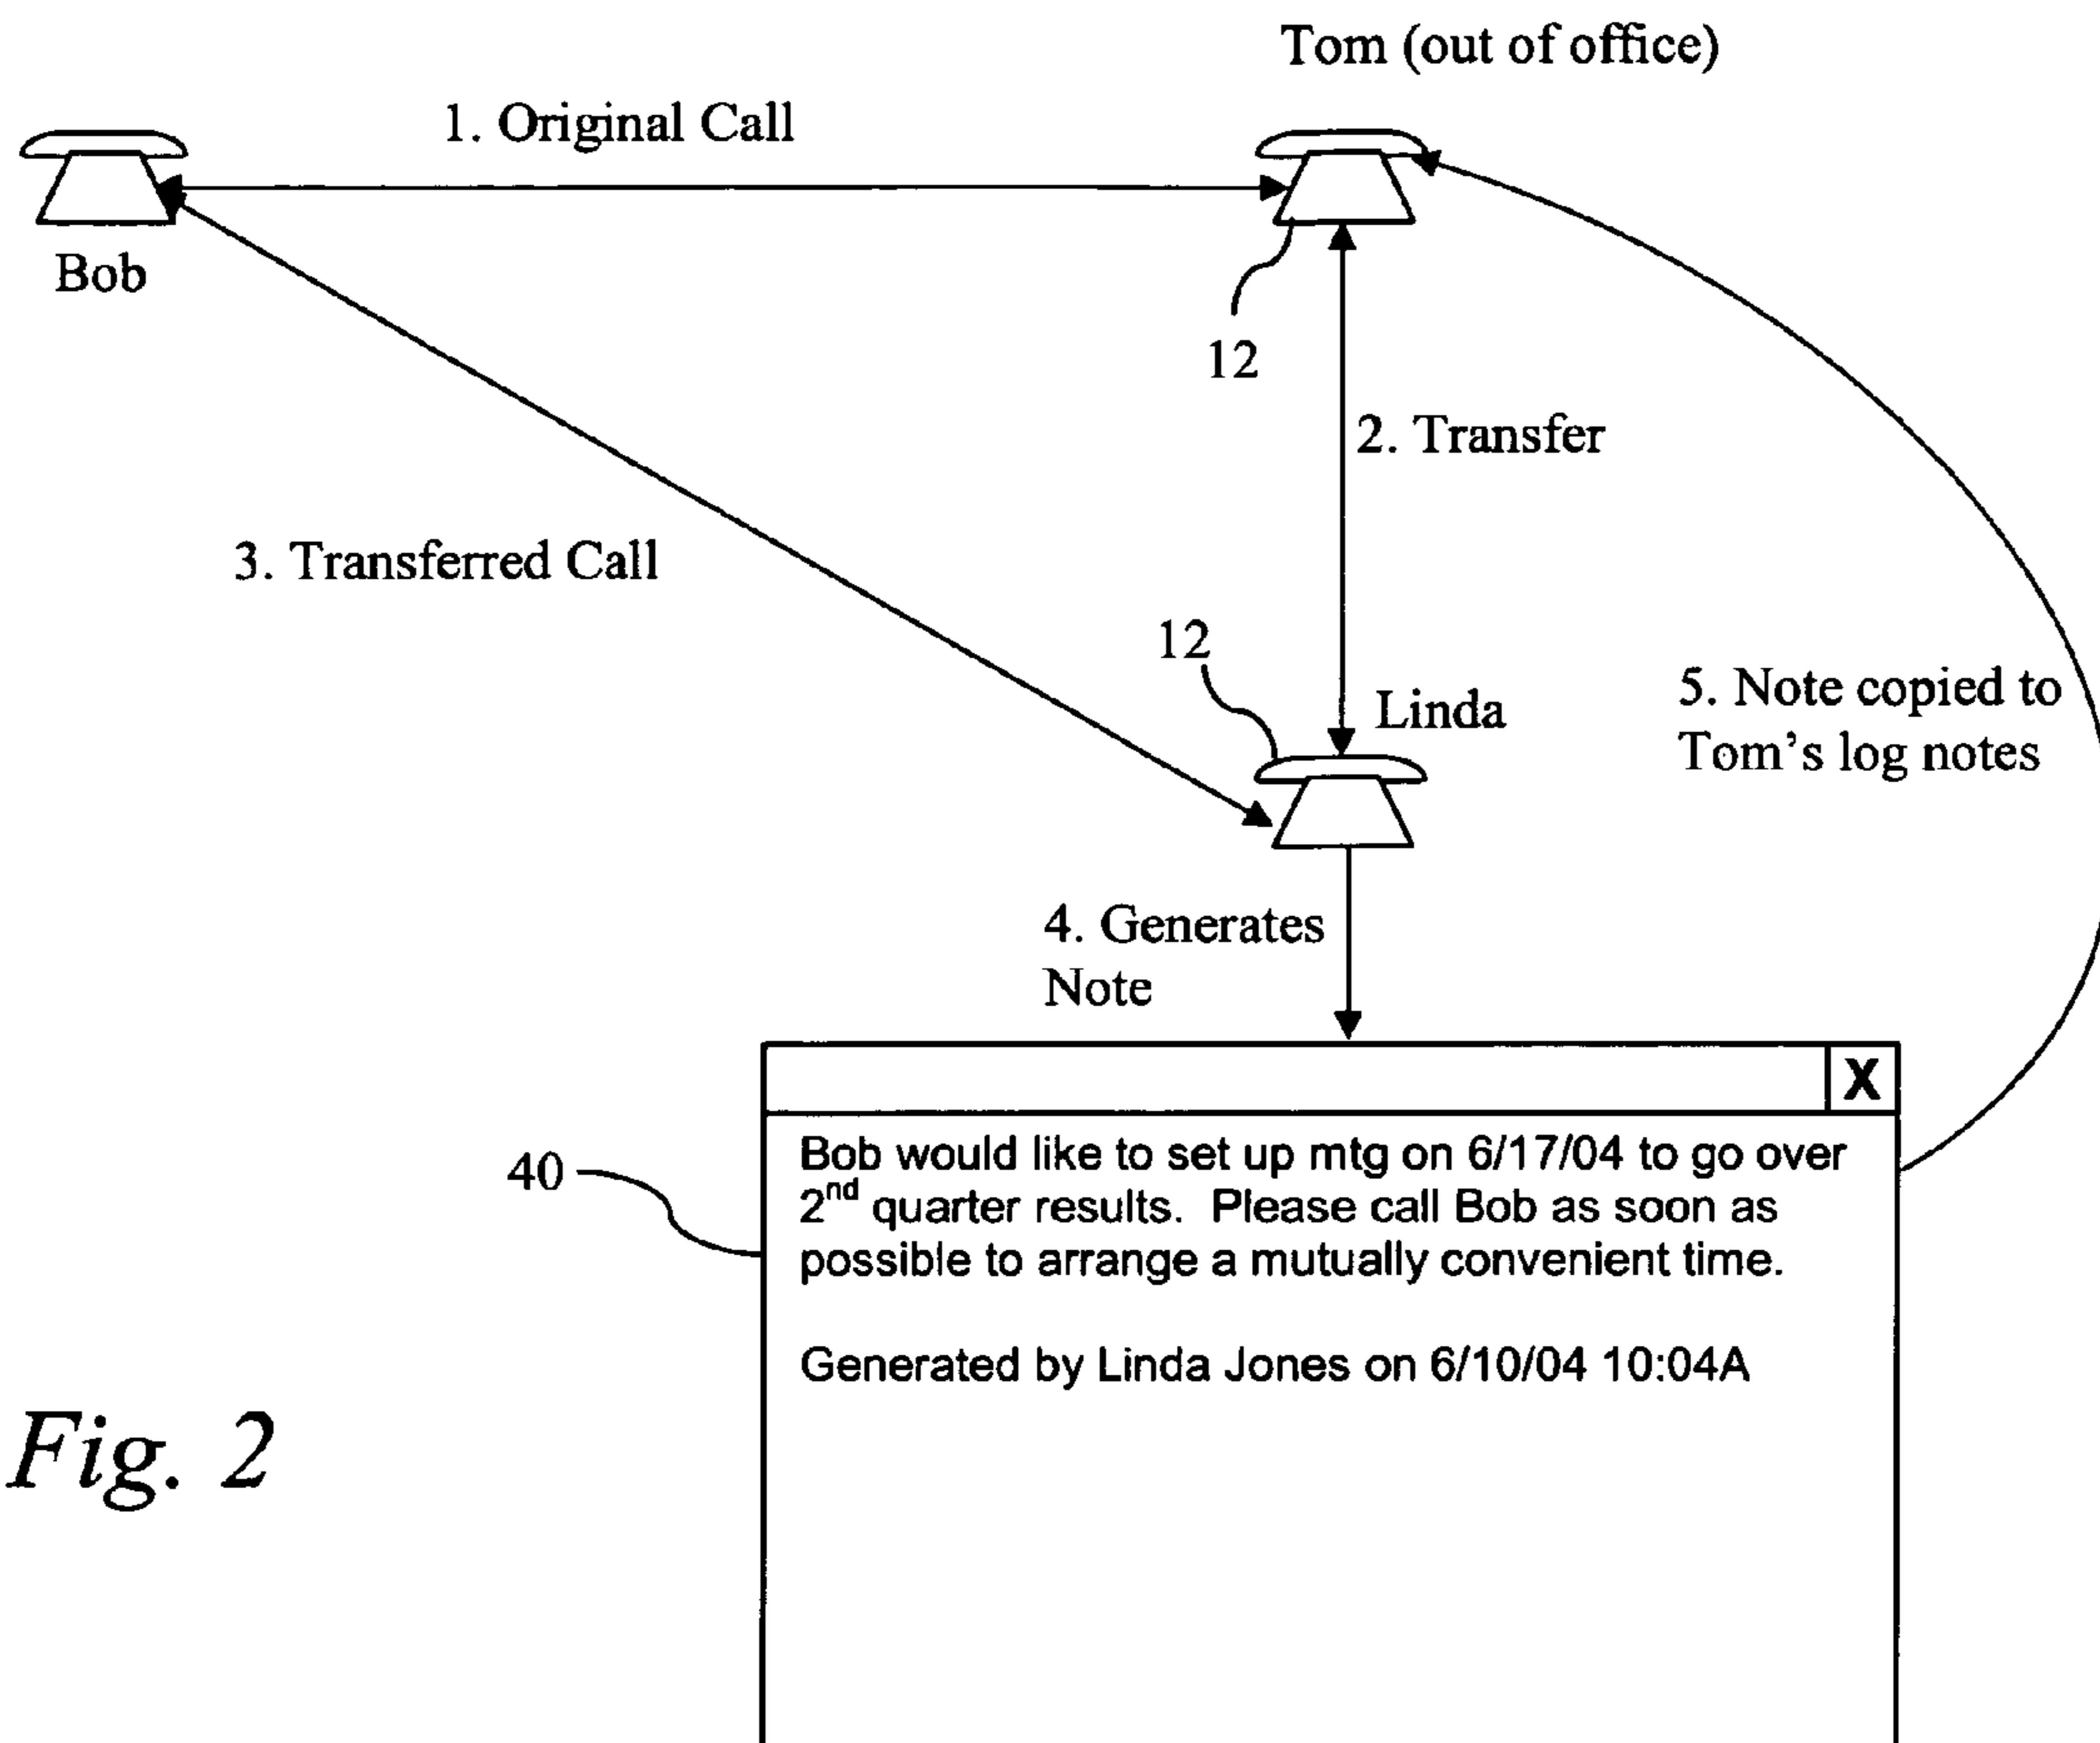 Tom (out of office)
1. Original Call
Bob
12
2. Transfer
3. Transferred Call
12
Linda
5. Note copied to
Tom's log notes
4. Generates
Note
X
40
Bob would like to set up mtg on 6/17/04 to go over
2nd quarter results. Please call Bob as soon as
possible to arrange a mutually convenient time.
Generated by Linda Jones on 6/10/04 10:04A
Fig. 2